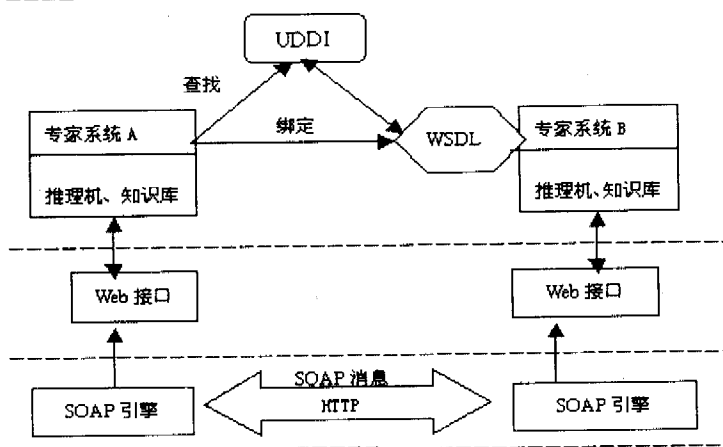 UDDI
查找
绑定
专家系统 A
WSDL
专家系统 B
推理机、知识库
推理机、知识库
Web 接口
Web 接口
SOAP 消息
SOAP 引擎
HTTP
SOAP 引擎